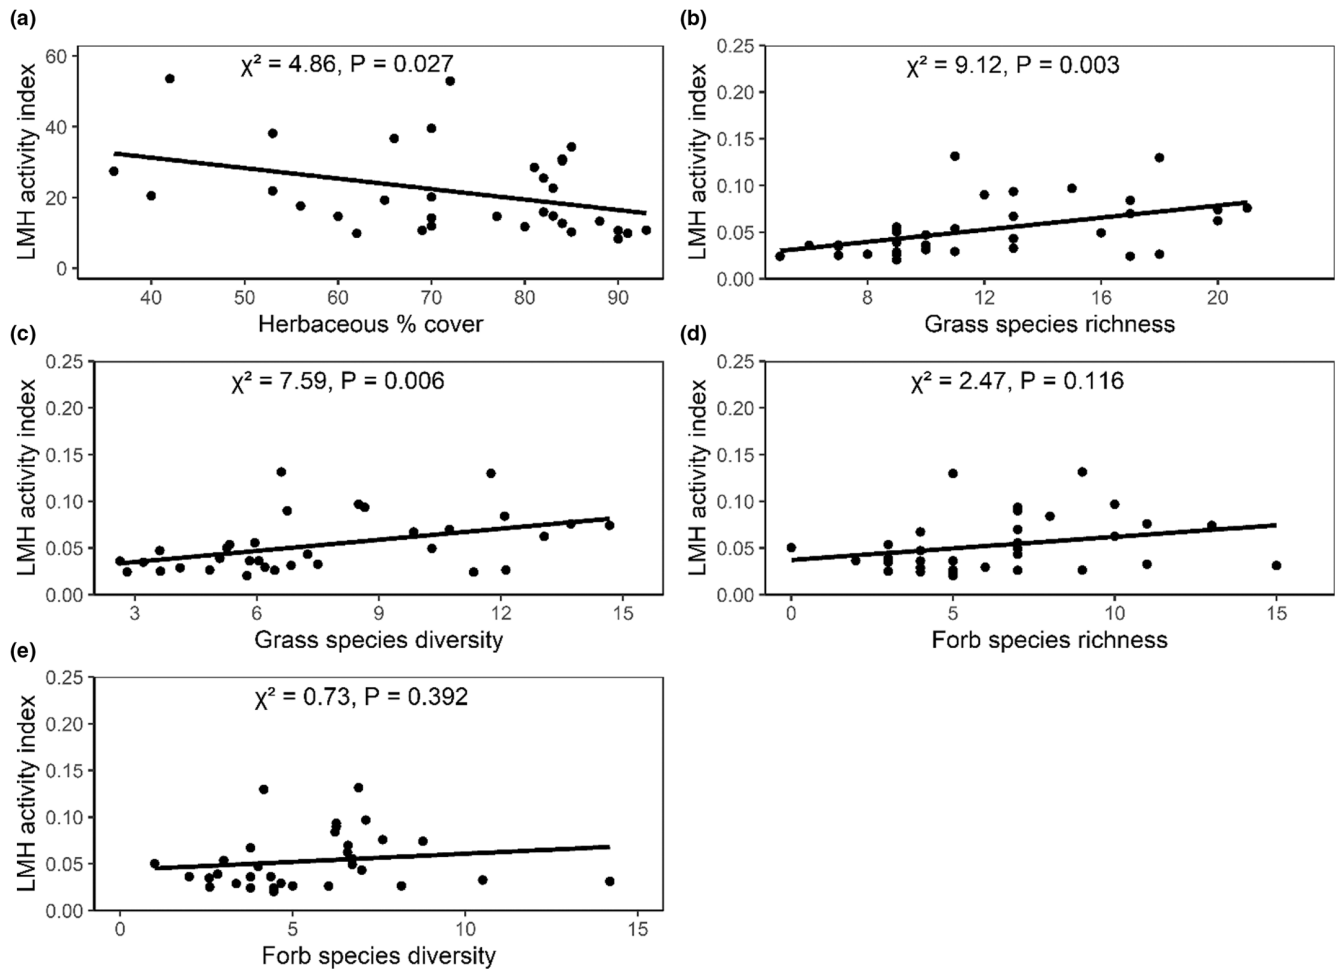 (a)
χ² = 4.86, P = 0.027
LMH activity index
60
40
20
0
40 50 60 70 80 90
Herbaceous % cover
(b)
χ² = 9.12, P = 0.003
LMH activity index
0.25
0.20
0.15
0.10
0.05
0.00
8 12 16 20
Grass species richness
(c)
χ² = 7.59, P = 0.006
LMH activity index
0.25
0.20
0.15
0.10
0.05
0.00
3 6 9 12 15
Grass species diversity
(d)
χ² = 2.47, P = 0.116
LMH activity index
0.25
0.20
0.15
0.10
0.05
0.00
0 5 10 15
Forb species richness
(e)
χ² = 0.73, P = 0.392
LMH activity index
0.25
0.20
0.15
0.10
0.05
0.00
0 5 10 15
Forb species diversity